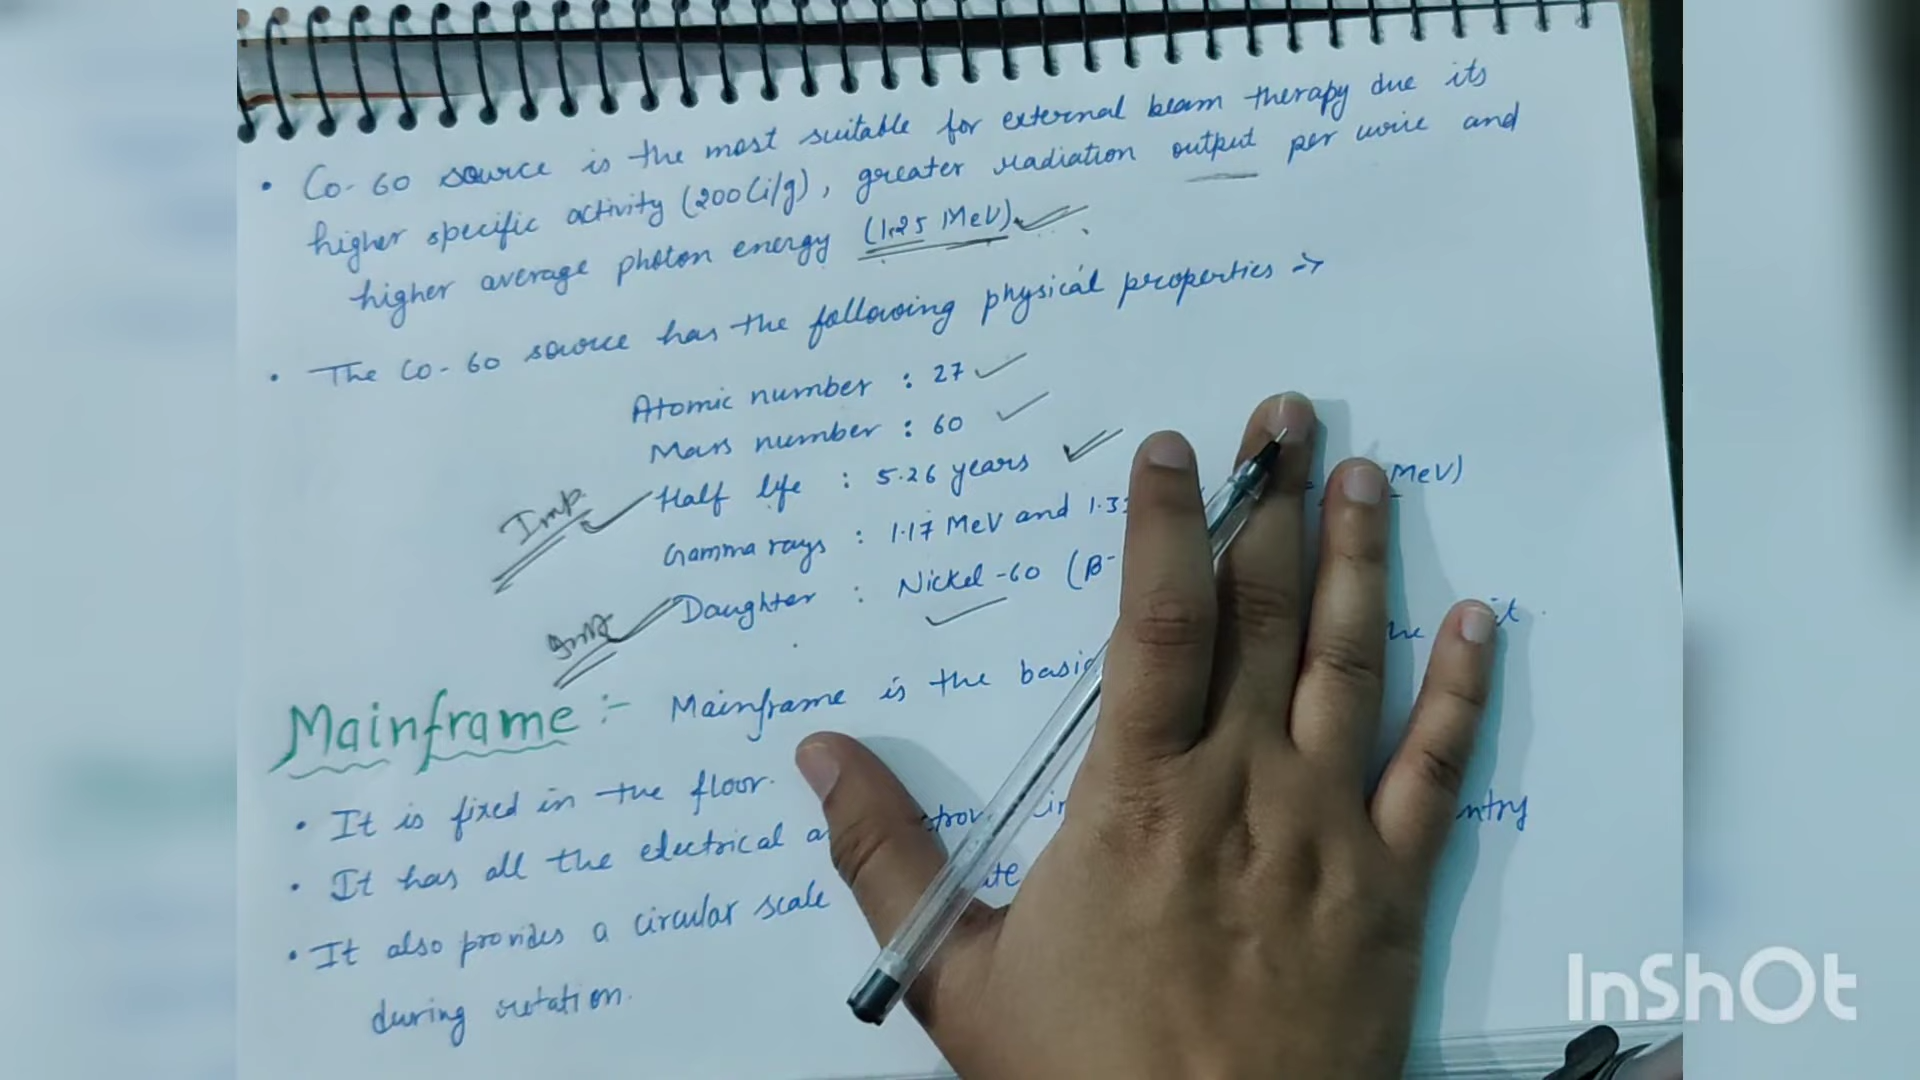 • Co-60 source is the most suitable for external beam therapy due its
higher specific activity (200Ci/g), greater radiation output per curie and
higher average photon energy (1.25 MeV).
• The Co-60 source has the following physical properties →
Atomic number : 27
Mass number : 60
Imp. Half life : 5.26 years
Gamma rays : 1.17 MeV and 1.3 MeV)
Imp Daughter : Nickel-60 (β-
Mainframe :- Mainframe is the basic
• It is fixed in the floor.
• It has all the electrical
• It also provides a circular scale
during rotation.
InShOt